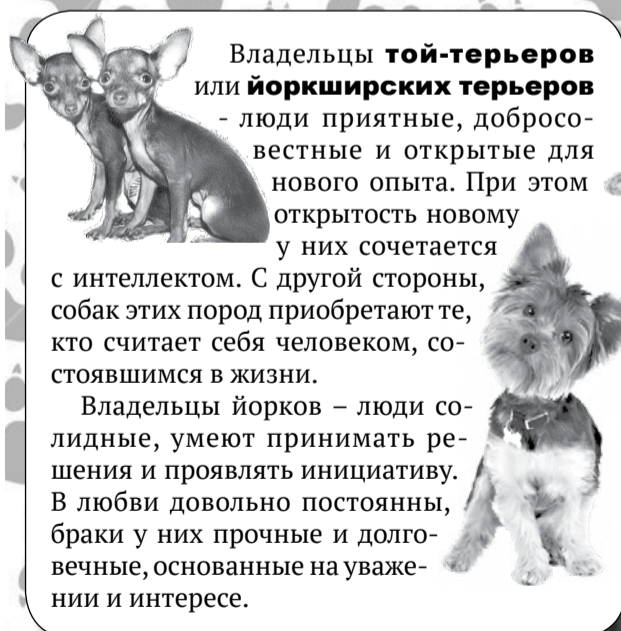 Владельцы той-терьеров
или йоркширских терьеров
- люди приятные, добросо-
вестные и открытые для
нового опыта. При этом
открытость новому
у них сочетается
с интеллектом. С другой стороны,
собак этих пород приобретают те,
кто считает себя человеком, со-
стоявшимся в жизни.
Владельцы йорков – люди со-
лидные, умеют принимать ре-
шения и проявлять инициативу.
В любви довольно постоянны,
браки у них прочные и долго-
вечные, основанные на уваже-
нии и интересе.